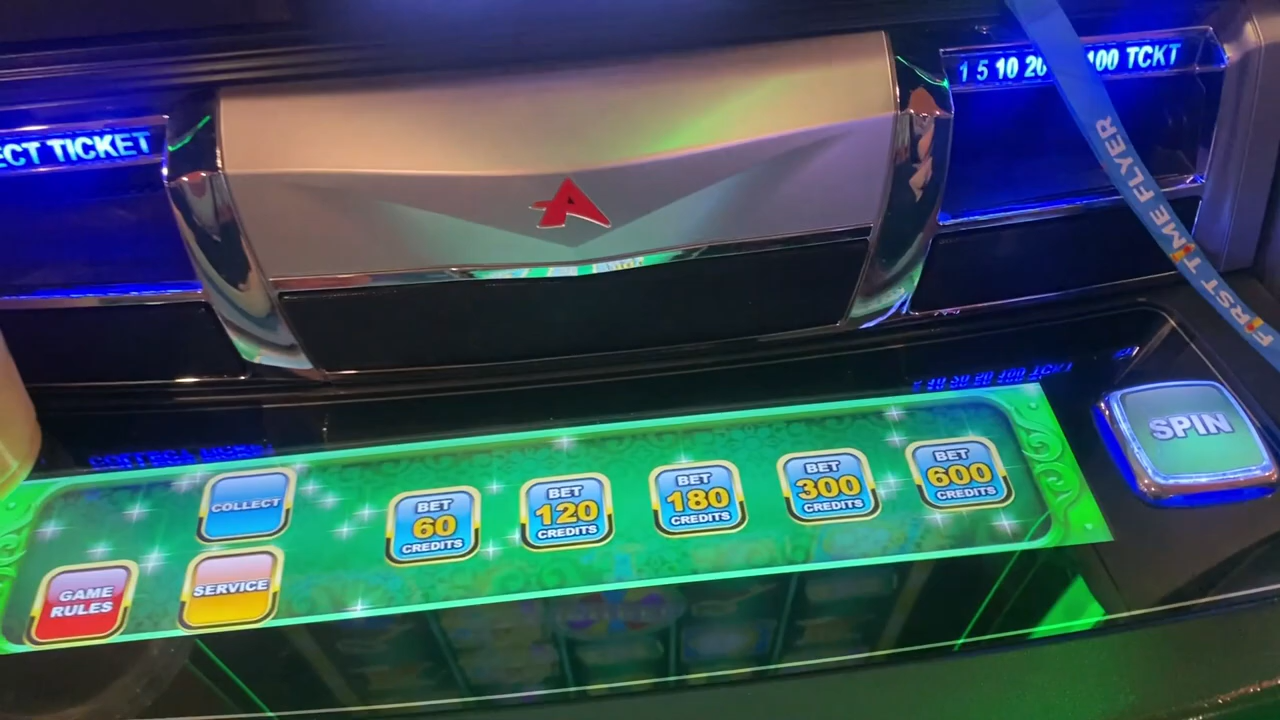 ECT TICKET
1 5 10 20
100 TCKT
FIRST TIME FLYER
COLLECT
GAME
RULES
SERVICE
BET
60
CREDITS
BET
120
CREDITS
BET
180
CREDITS
BET
300
CREDITS
BET
600
CREDITS
SPIN